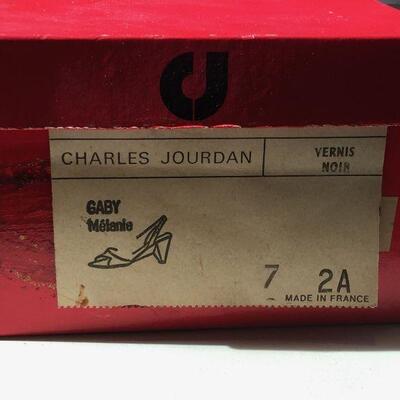 CHARLES JOURDAN
VERNIS
NOIR
GABY
Mélanie
7 2A
MADE IN FRANCE